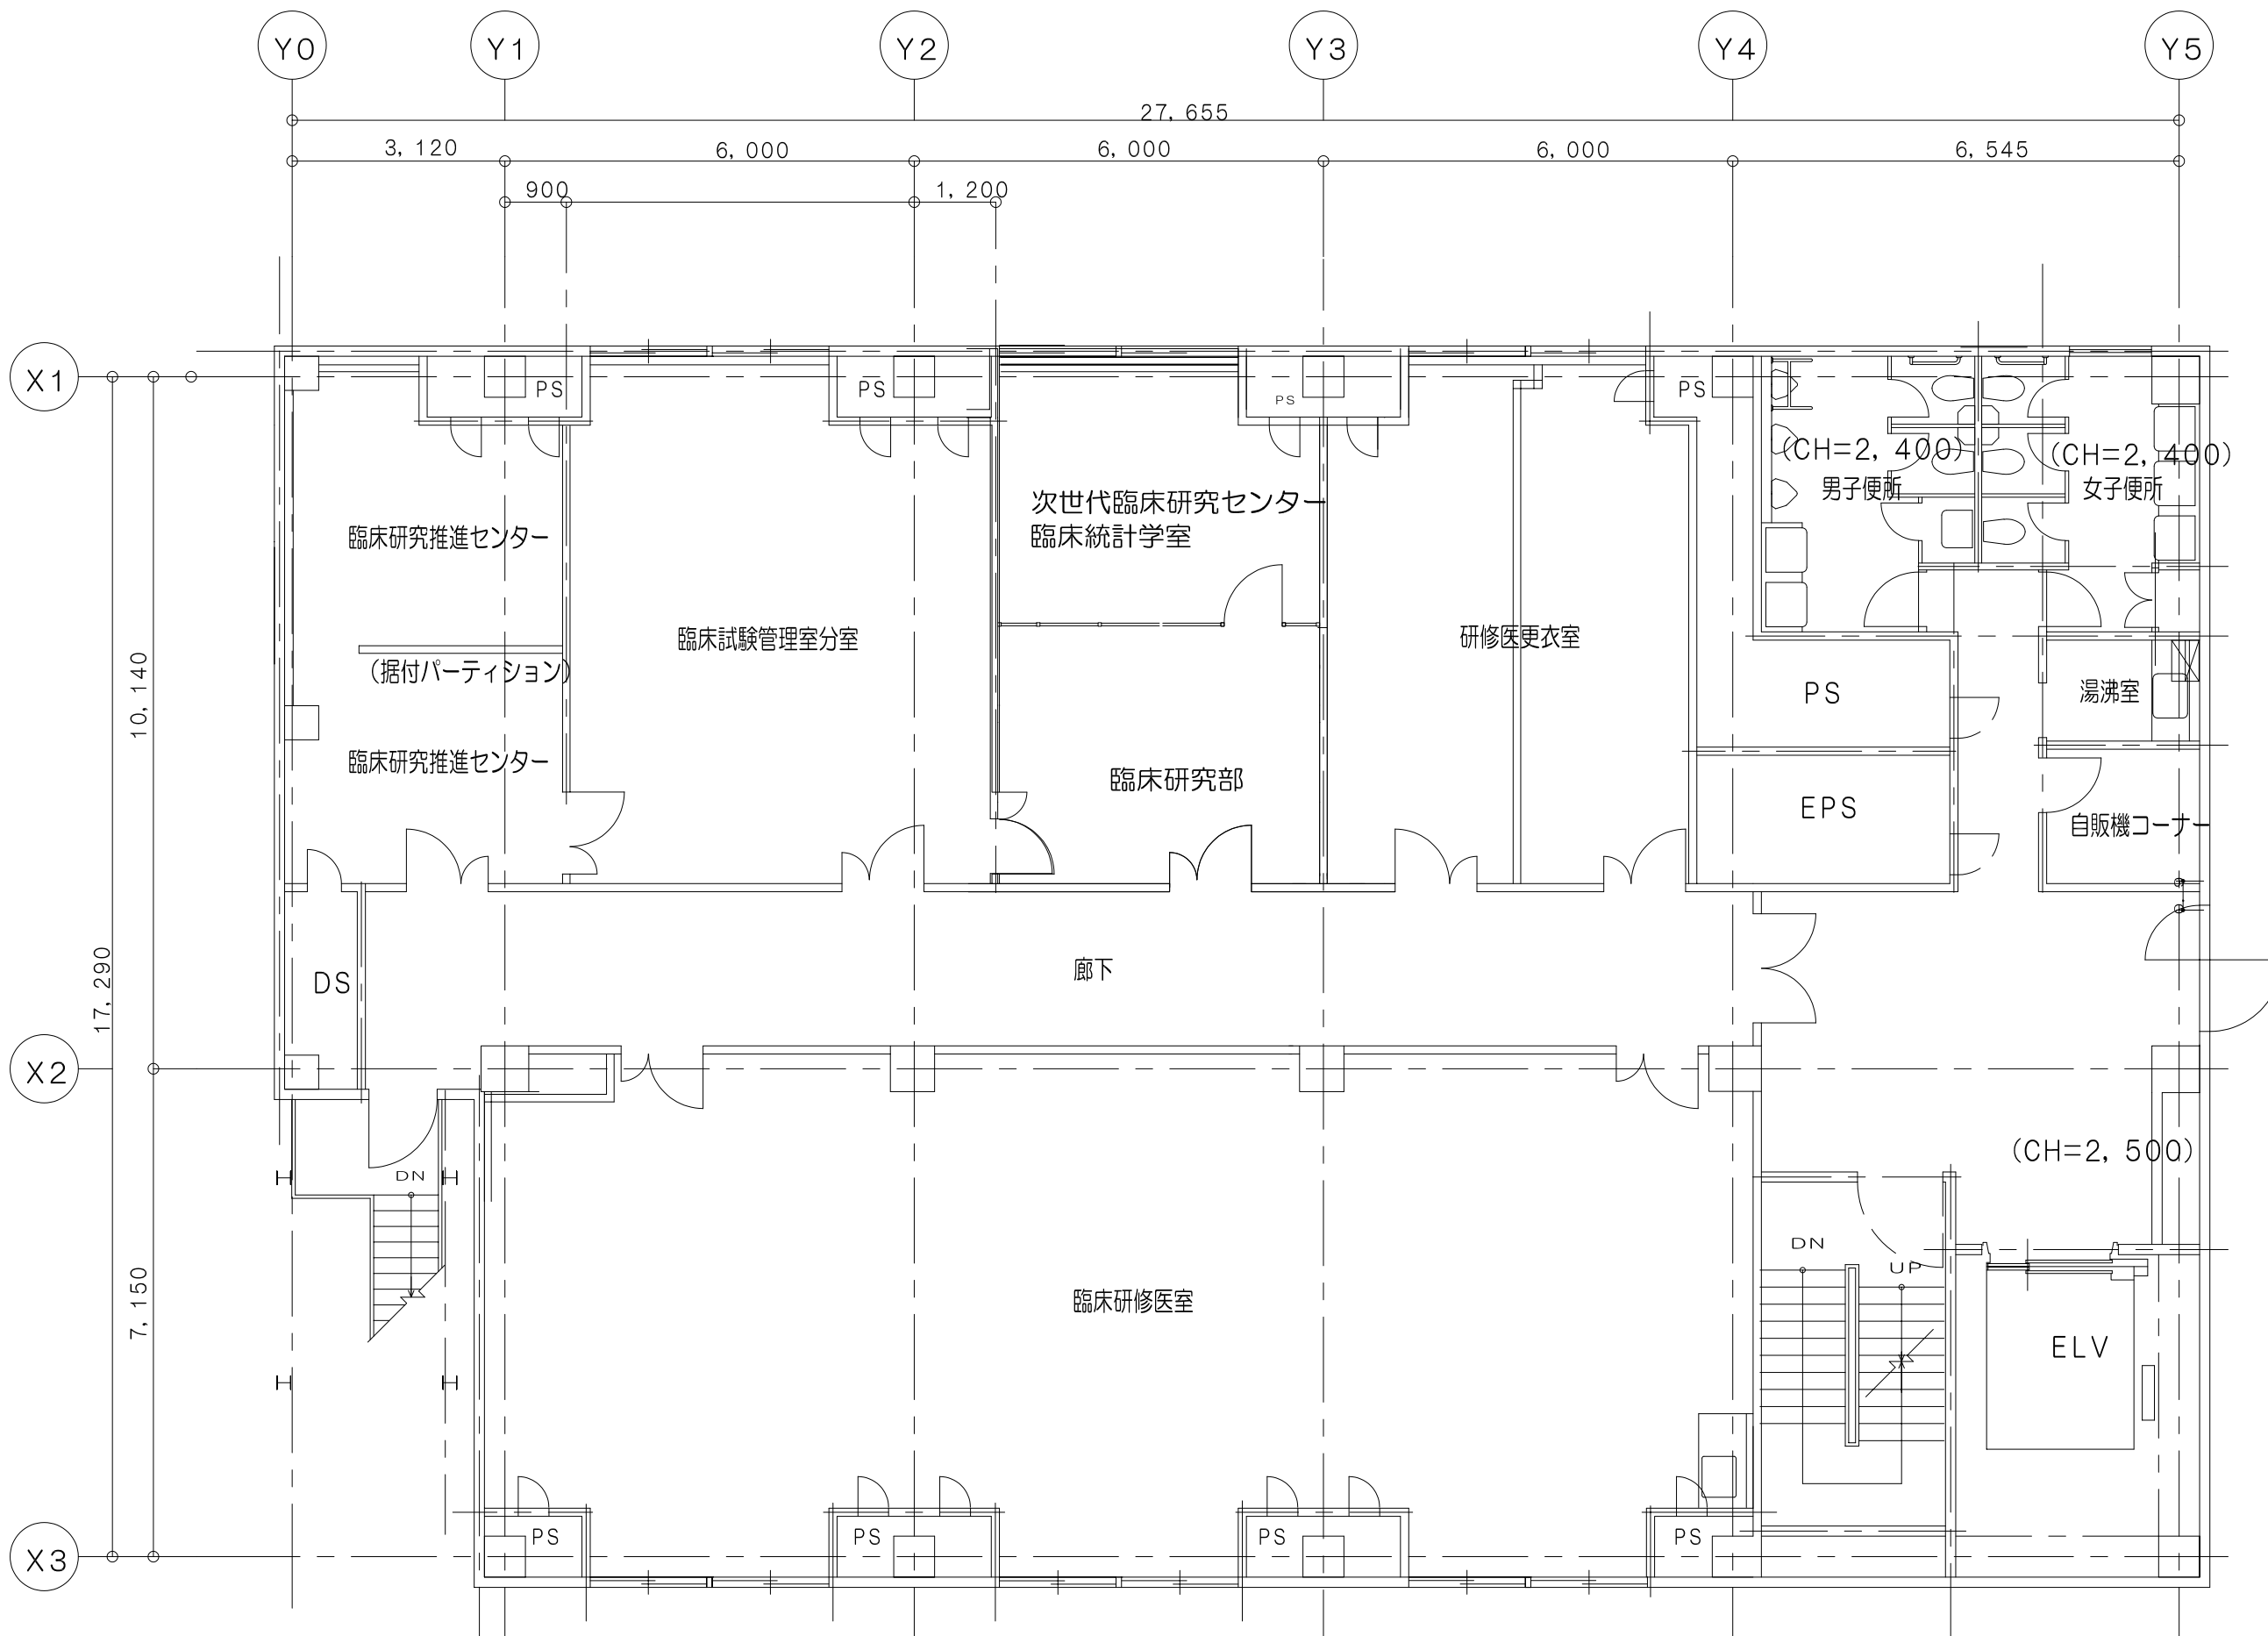 Y0 Y1 Y2 Y3 Y4 Y5
27,655
3,120 6,000 6,000 6,000 6,545
900 1,200
X1
PS PS PS PS
(CH=2,400) (CH=2,400)
男子便所 女子便所
次世代臨床研究センター
臨床統計学室
臨床研究推進センター
臨床試験管理室分室
研修医更衣室
(据付パーティション)
PS
湯沸室
10,140
臨床研究推進センター
臨床研究部
EPS
自販機コーナー
廊下
DS
17,290
X2
(CH=2,500)
DN
DN
UP
7,150
臨床研修医室
ELV
PS PS PS PS
X3